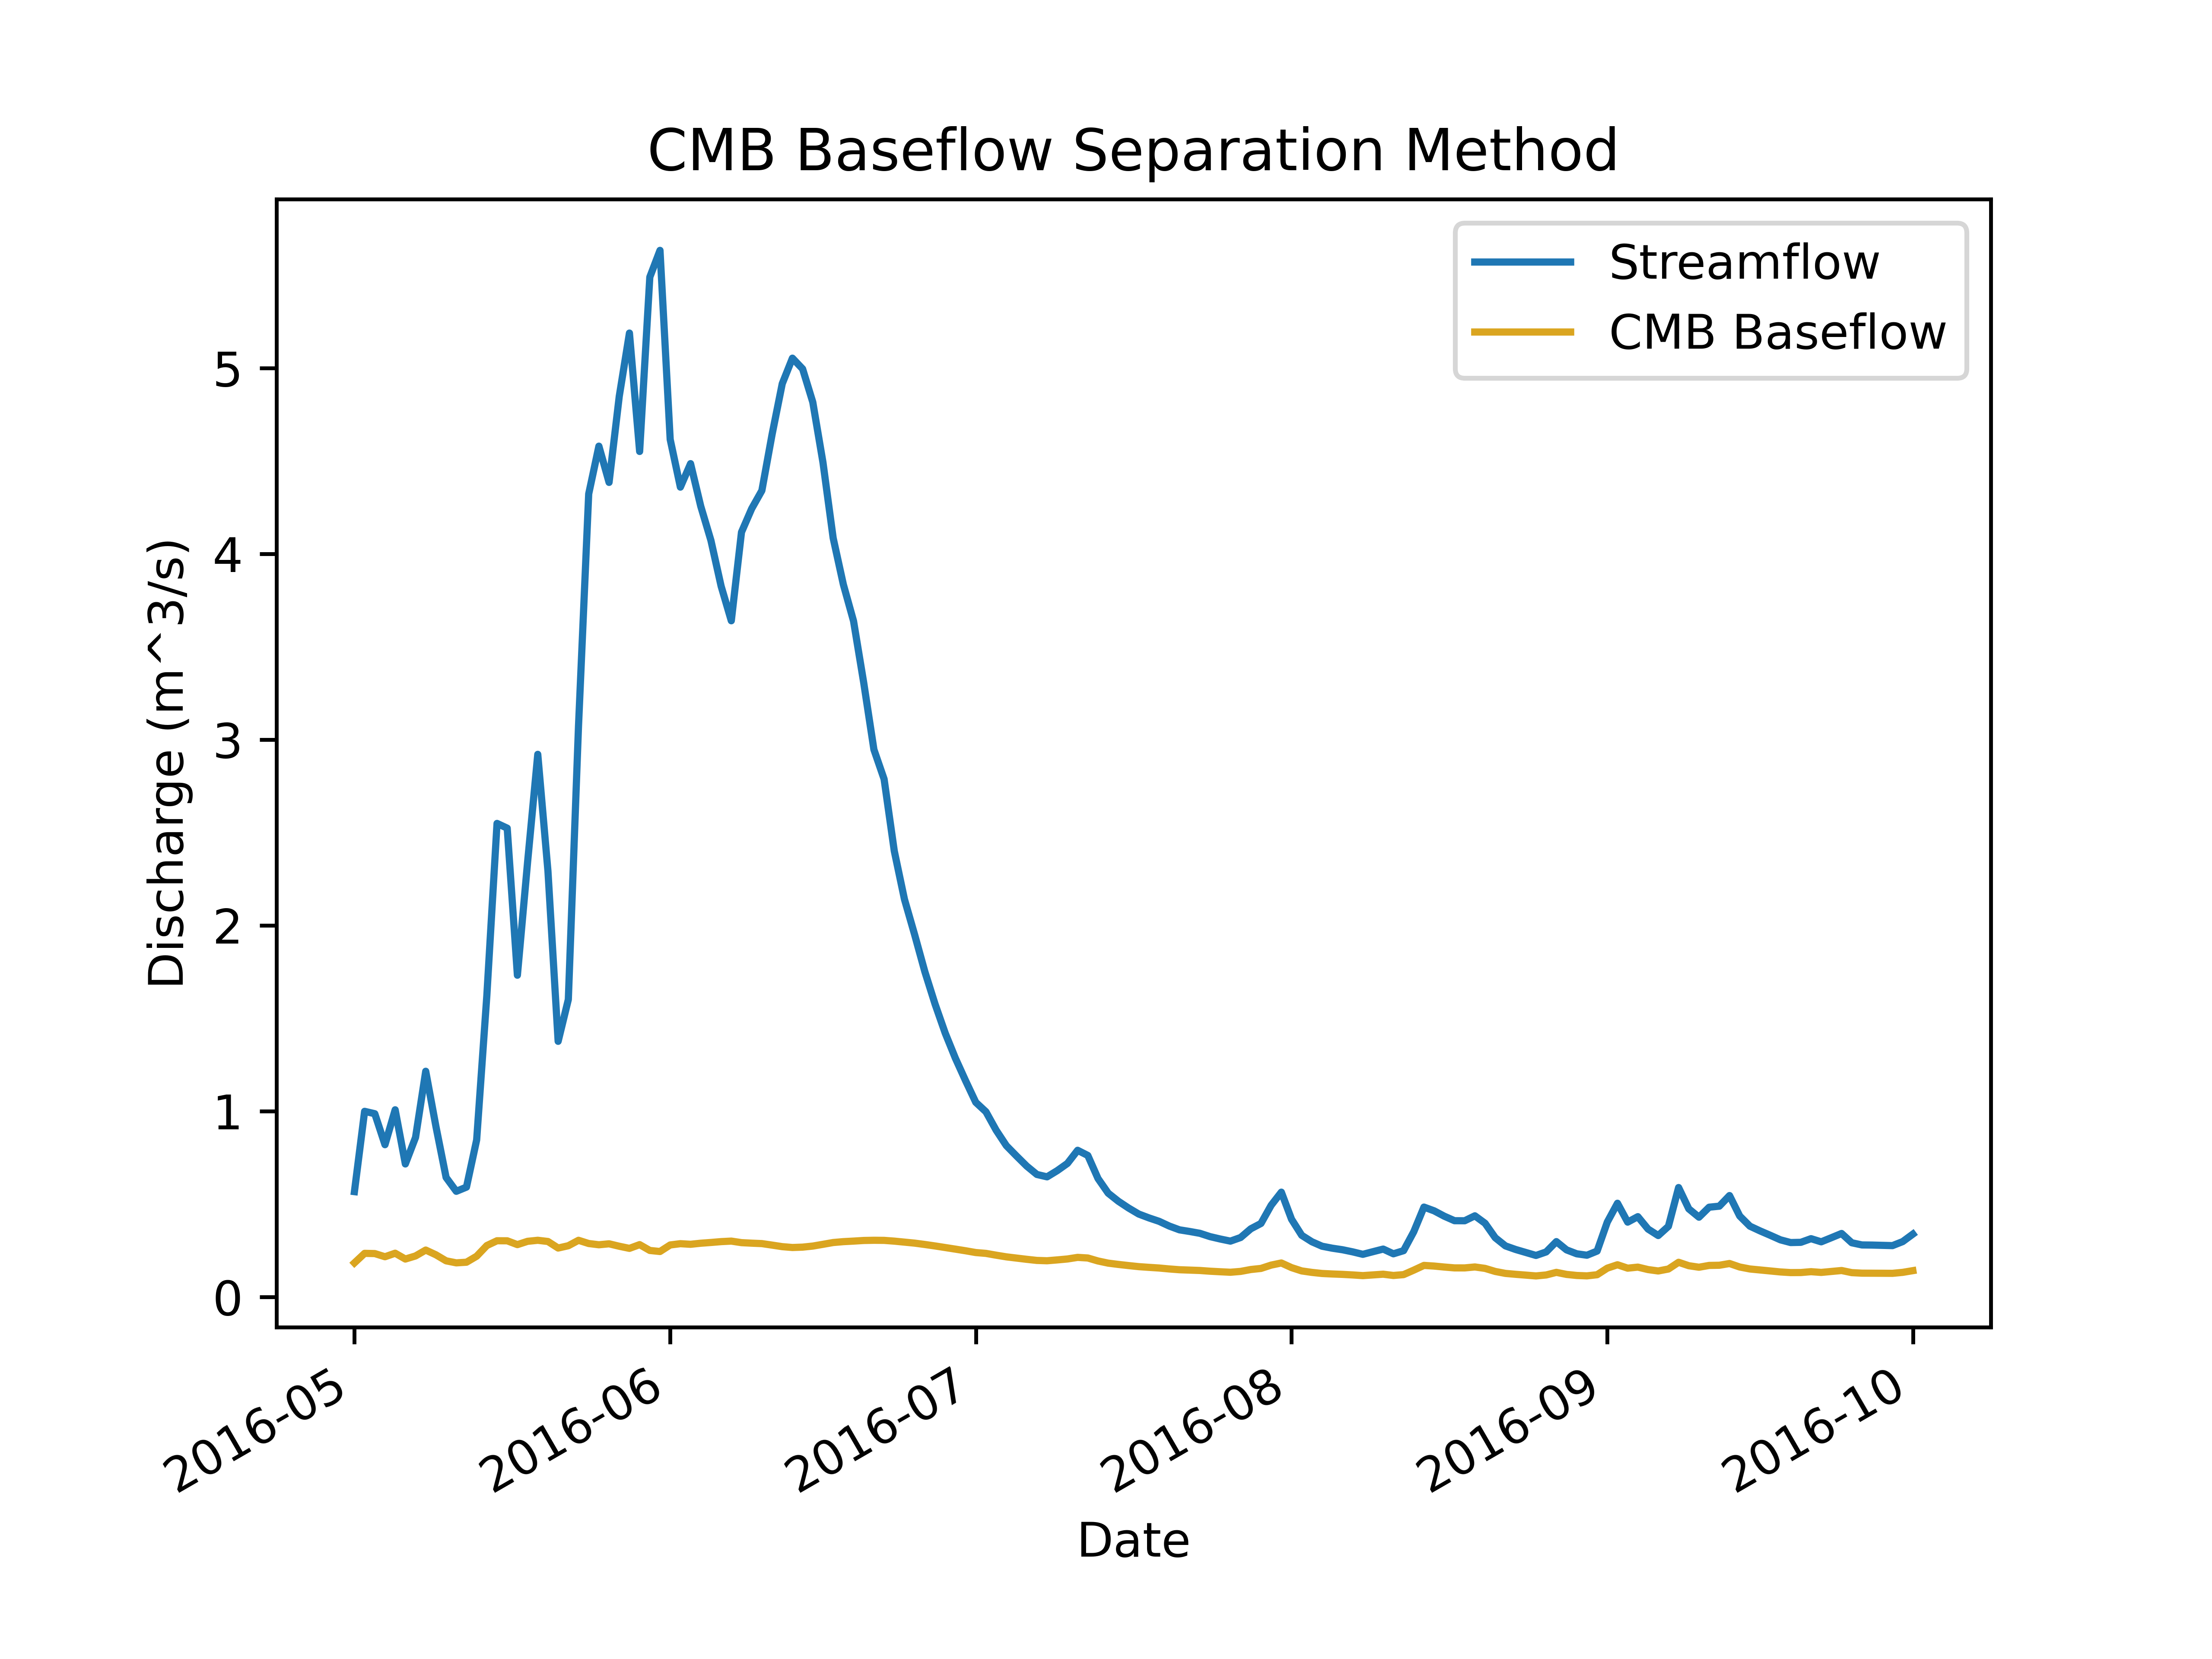 CMB Baseflow Separation Method
Streamflow
CMB Baseflow
Discharge (m^3/s)
5
4
3
2
1
0
2016-05
2016-06
2016-07
2016-08
2016-09
2016-10
Date